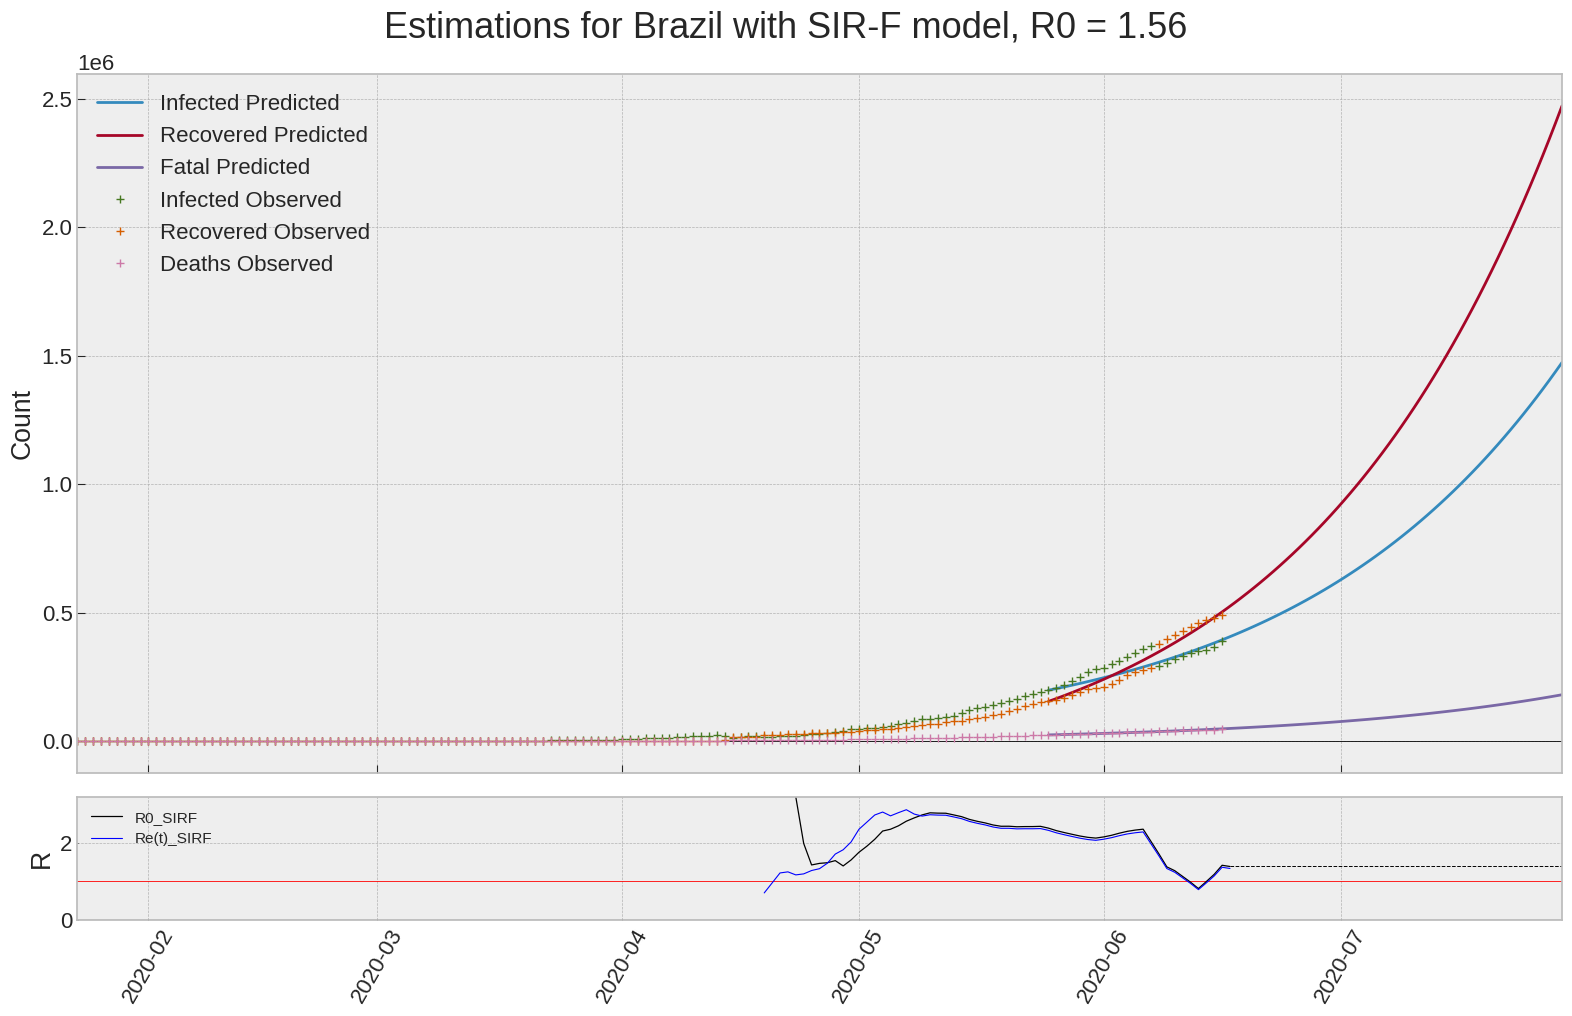 Estimations for Brazil with SIR-F model, R0 = 1.56
1e6
2.5
2.0
1.5
1.0
0.5
0.0
Count
Infected Predicted
Recovered Predicted
Fatal Predicted
Infected Observed
Recovered Observed
Deaths Observed
R0_SIRF
Re(t)_SIRF
2
0
R
2020-02
2020-03
2020-04
2020-05
2020-06
2020-07